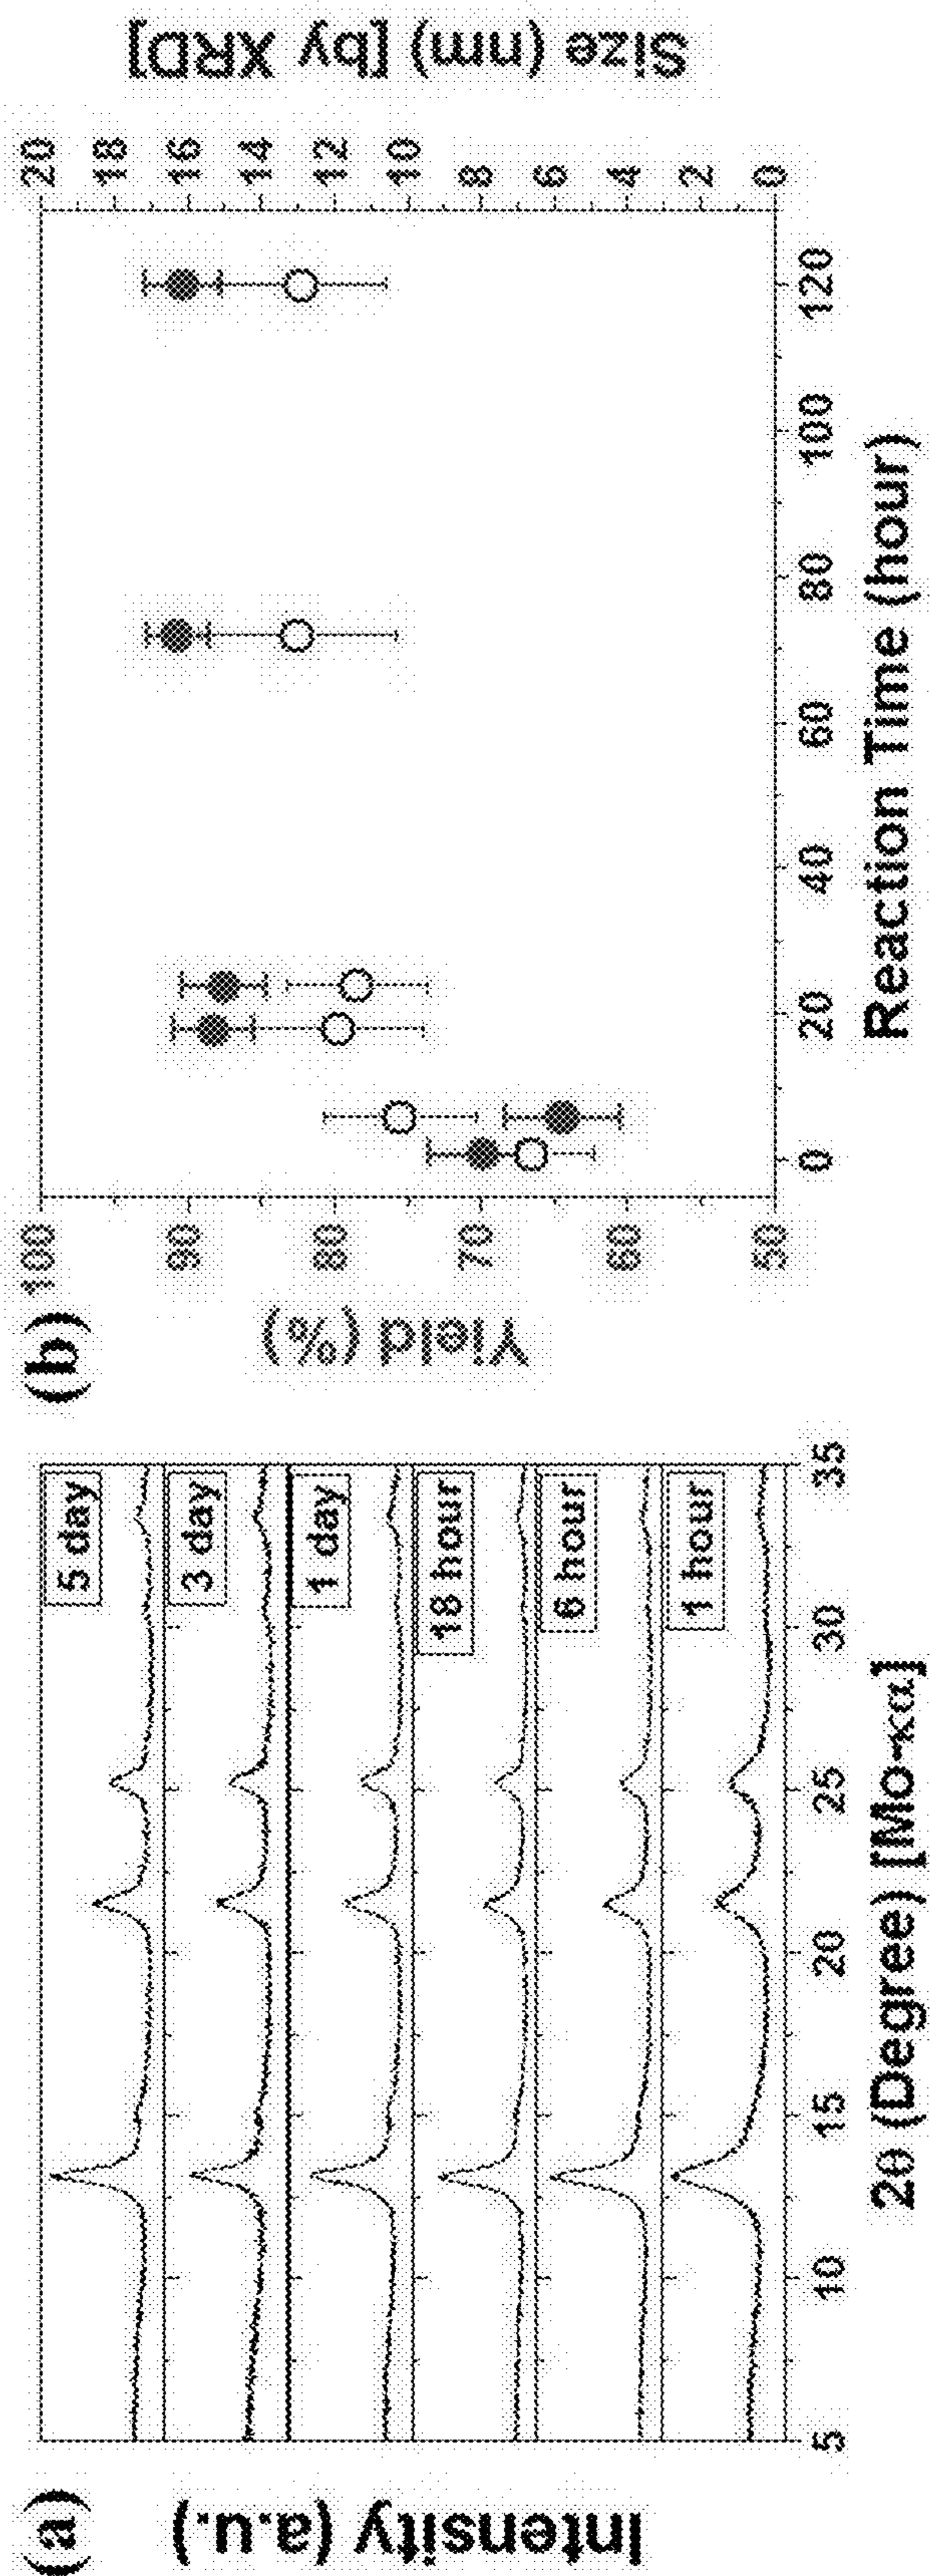 (a)
Intensity (a.u.)
5 day
3 day
1 day
18 hour
6 hour
1 hour
5 10 15 20 25 30 35
2θ (Degree) [Mo-κα]
(b)
Yield (%)
100
90
80
70
60
50
0 20 40 60 80 100 120
Reaction Time (hour)
20
18
16
14
12
10
8
6
4
2
0
Size (nm) [by XRD]